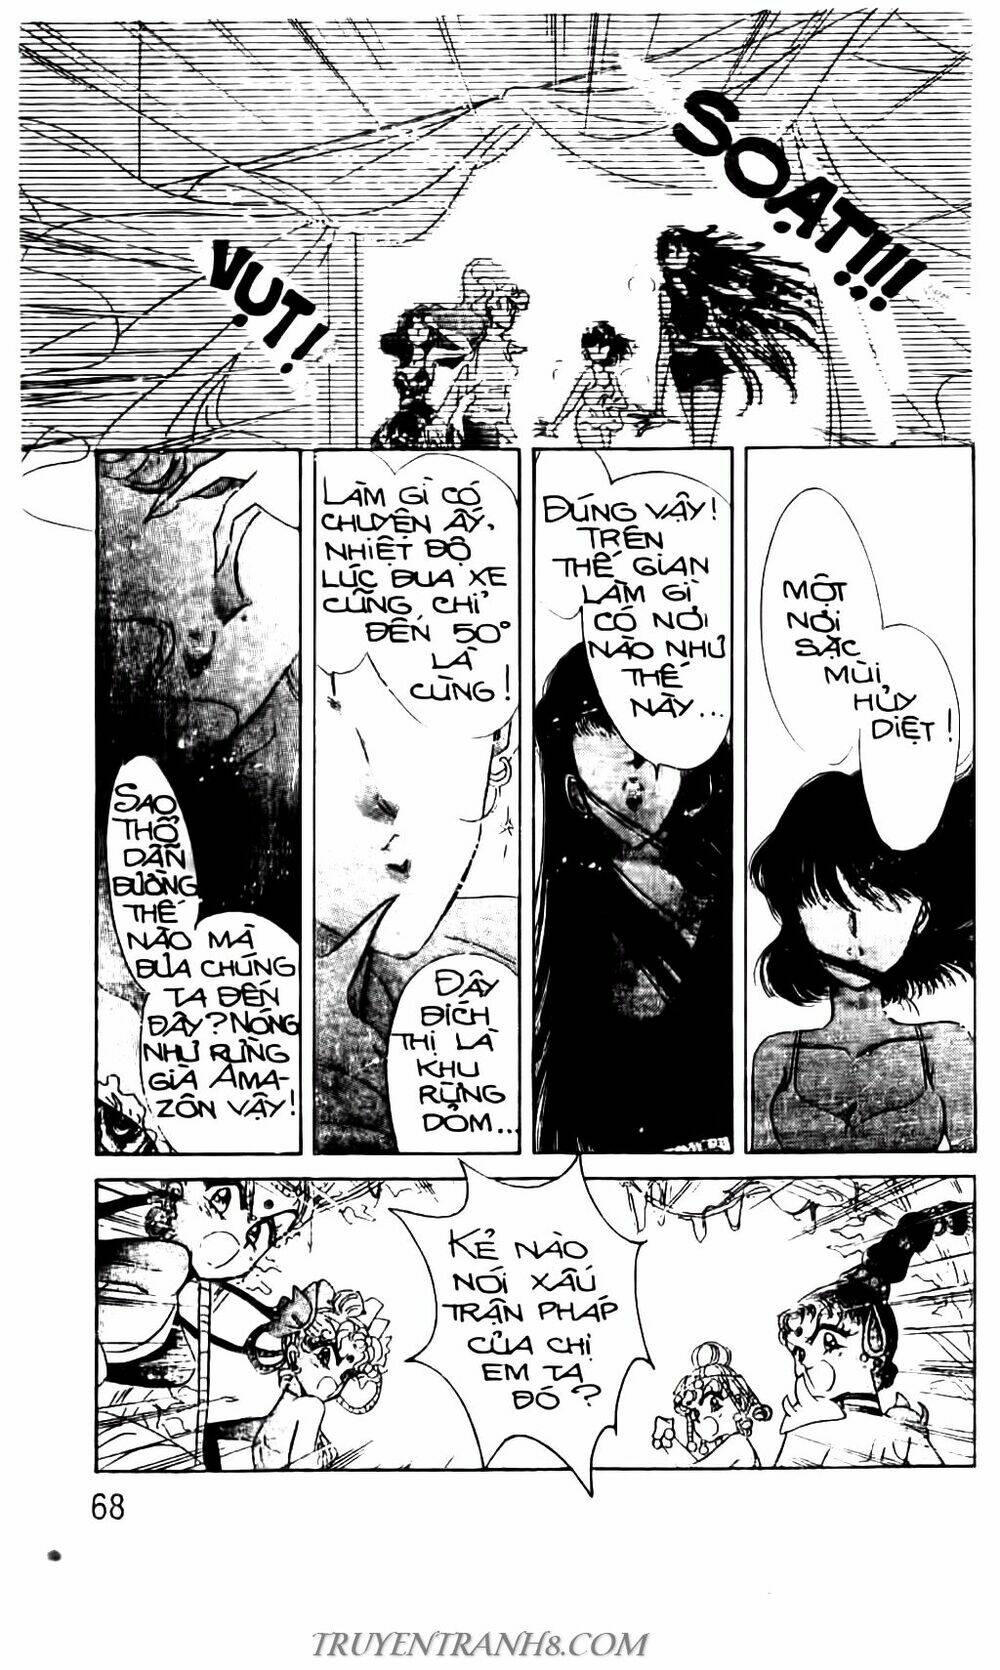 SOẠT!!!
VỤT!
MỘT
NƠI
SẶC
MÙI
HỦY
DIỆT!
ĐÚNG VẬY!
TRÊN
THẾ GIAN
LÀM GÌ
CÓ NƠI
NÀO NHƯ
THẾ
NÀY...
LÀM GÌ CÓ
CHUYỆN ẤY,
NHIỆT ĐỘ
LÚC ĐUA XE
CŨNG CHỈ
ĐẾN 50°
LÀ
CÙNG!
ĐÂY
ĐÍCH
THỊ LÀ
KHU
RỪNG
DỎM...
SAO
THỔ
DẪN
ĐƯỜNG
THẾ
NÀO MÀ
ĐƯA CHÚNG
TA ĐẾN
ĐÂY? NÓNG
NHƯ RỪNG
GIÀ AMA-
ZÔN VẬY!
KẺ NÀO
NÓI XẤU
TRẬN PHÁP
CỦA CHỊ
EM TA
ĐÓ?
68
TRUYENTRANH8.COM